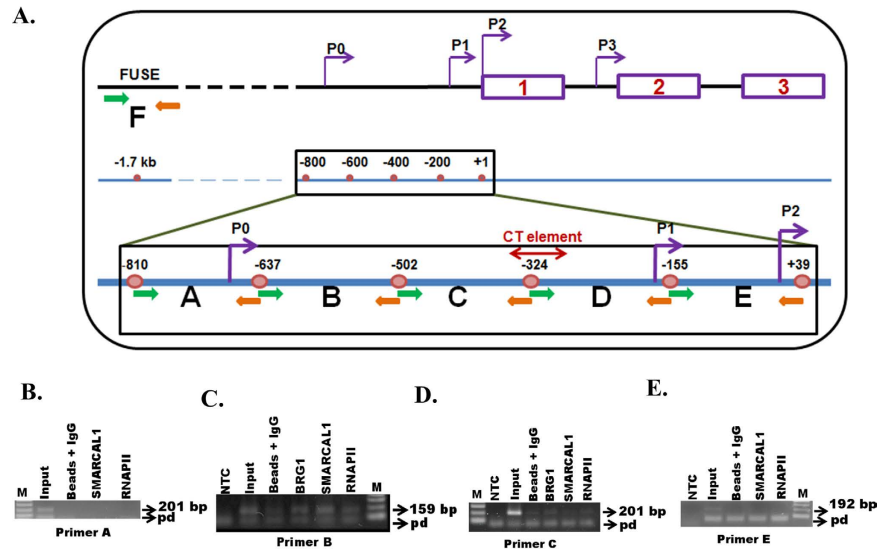 A.
P2
P0 P1 P3
FUSE
1 2 3
F
-1.7 kb -800 -600 -400 -200 +1
P0 CT element P1 P2
-810 -637 -502 -324 -155 +39
A B C D E
B.
M
Input
Beads + IgG
SMARCAL1
RNAPII
201 bp
pd
Primer A
C.
NTC
Input
Beads + IgG
BRG1
SMARCAL1
RNAPII
M
159 bp
pd
Primer B
D.
M
NTC
Input
Beads + IgG
BRG1
SMARCAL1
RNAPII
201 bp
pd
Primer C
E.
NTC
Input
Beads + IgG
SMARCAL1
RNAPII
M
192 bp
pd
Primer E